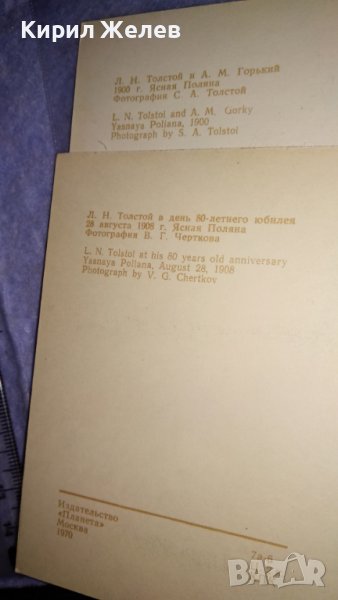 Кирил Желев
Л. Н. Толстой и А. М. Горький
1900 г. Ясная Поляна
Фотография С. А. Толстой
L. N. Tolstoi and A. M. Gorky
Yasnaya Poliana, 1900
Photograph by S. A. Tolstoi
Л. Н. Толстой в день 80-летнего юбилея
28 августа 1908 г. Ясная Поляна
Фотография В. Г. Черткова
L. N. Tolstoi at his 80 years old anniversary
Yasnaya Poliana, August 28, 1908
Photograph by V. G. Chertkov
Издательство
«Планета»
Москва
1970
BAZAR